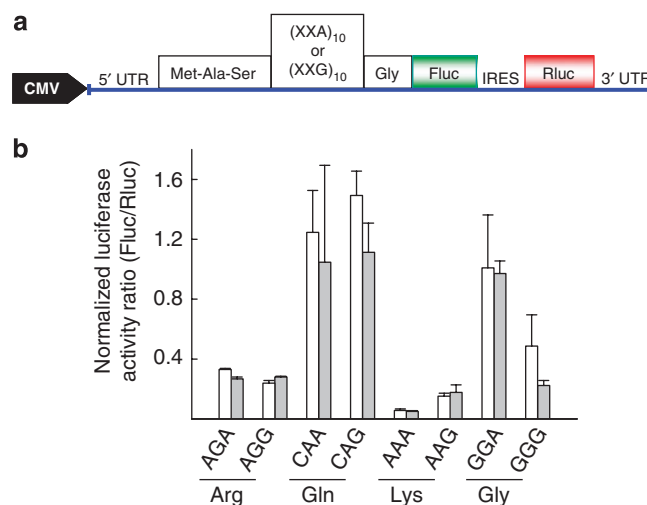 a
(XXA)10
or
(XXG)10
CMV
5′ UTR
Met-Ala-Ser
Gly
Fluc
IRES
Rluc
3′ UTR
b
Normalized luciferase
activity ratio (Fluc/Rluc)
1.6
1.2
0.8
0.4
AGA
AGG
CAA
CAG
AAA
AAG
GGA
GGG
Arg
Gln
Lys
Gly